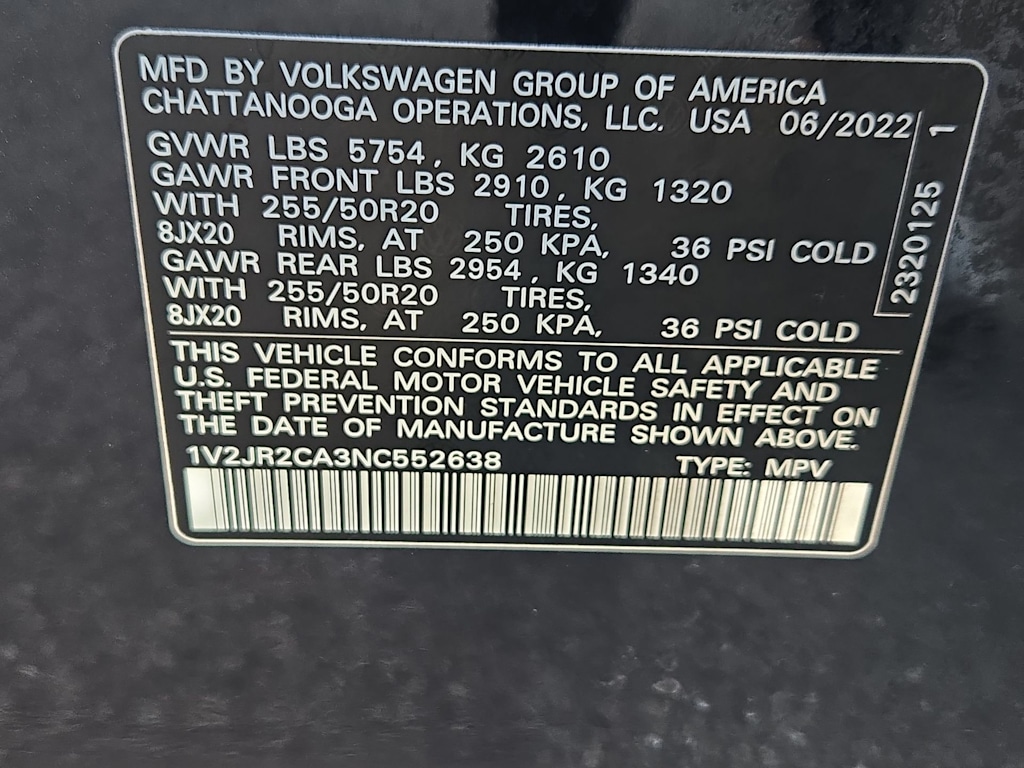 MFD BY VOLKSWAGEN GROUP OF AMERICA
CHATTANOOGA OPERATIONS, LLC. USA 06/2022
GVWR LBS 5754, KG 2610
GAWR FRONT LBS 2910, KG 1320
WITH 255/50R20 TIRES,
8JX20 RIMS, AT 250 KPA, 36 PSI COLD
GAWR REAR LBS 2954, KG 1340
WITH 255/50R20 TIRES,
8JX20 RIMS, AT 250 KPA, 36 PSI COLD
THIS VEHICLE CONFORMS TO ALL APPLICABLE
U.S. FEDERAL MOTOR VEHICLE SAFETY AND
THEFT PREVENTION STANDARDS IN EFFECT ON
THE DATE OF MANUFACTURE SHOWN ABOVE.
1V2JR2CA3NC552638 TYPE: MPV
2320125 1